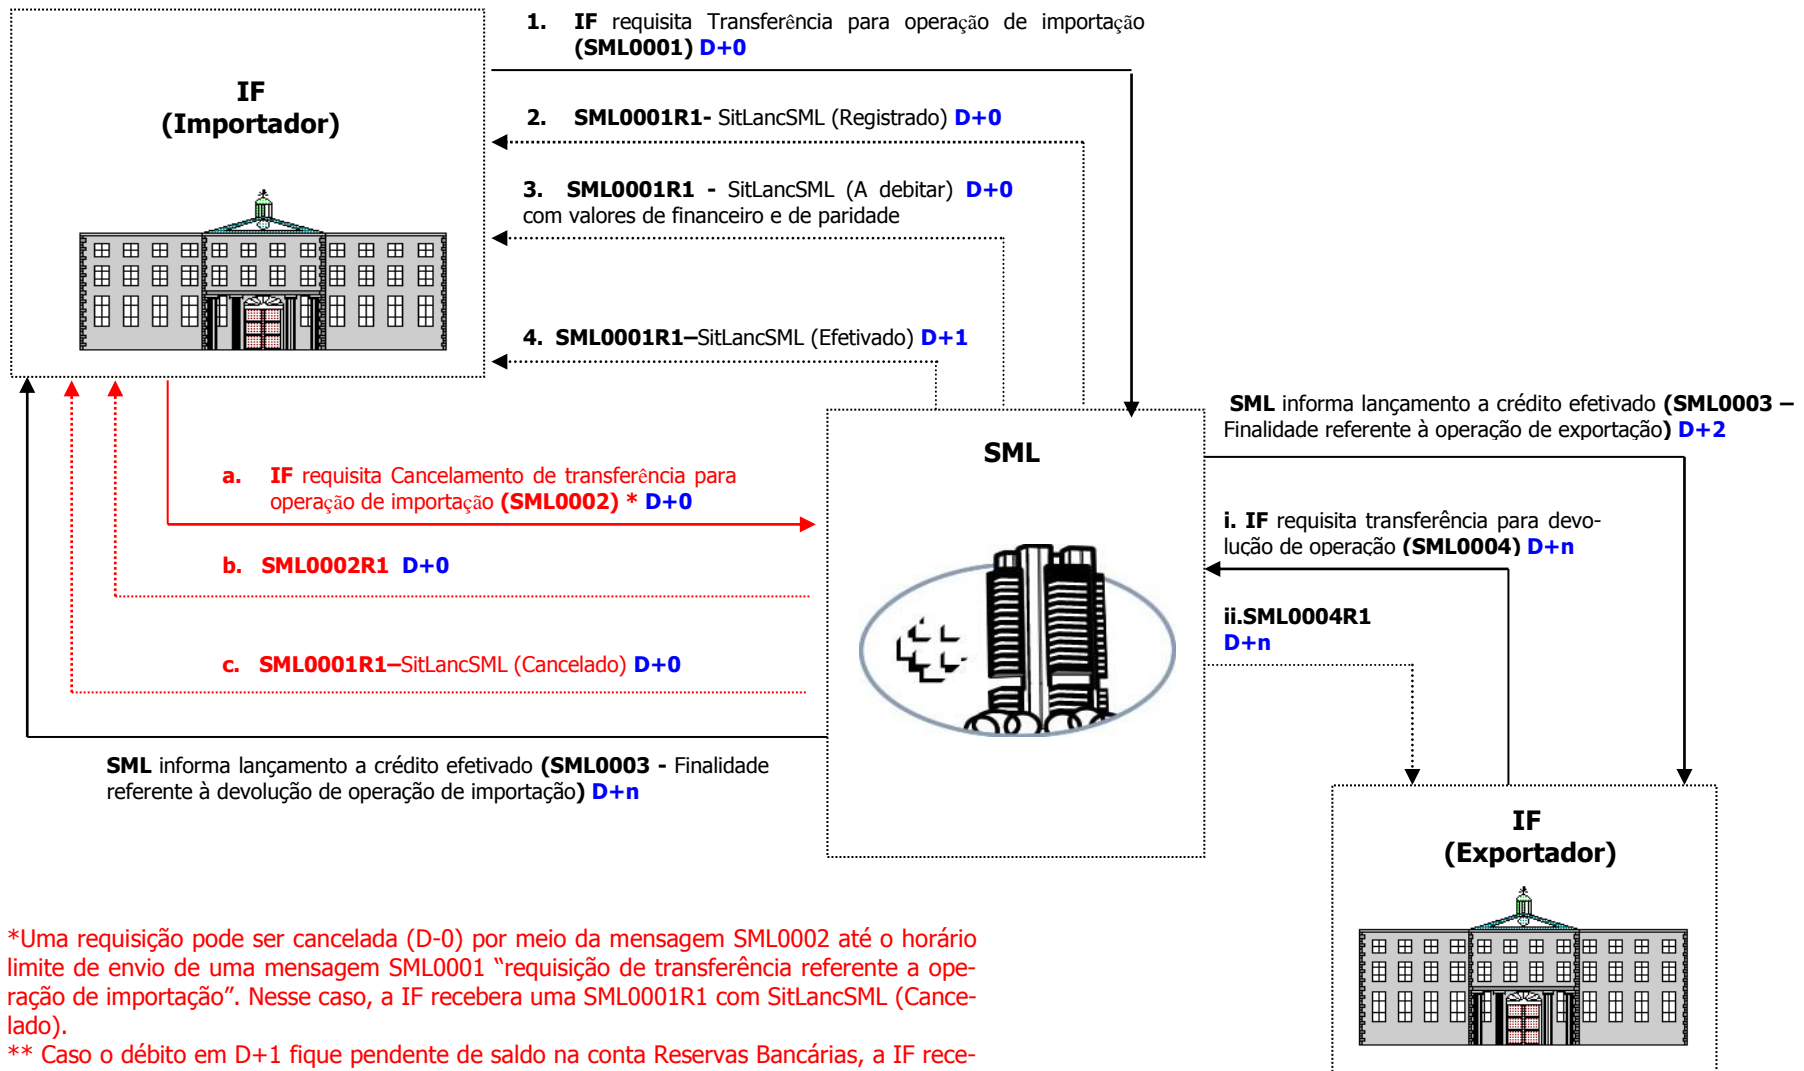 1. IF requisita Transferência para operação de importação
(SML0001) D+0
IF
(Importador)
2. SML0001R1- SitLancSML (Registrado) D+0
3. SML0001R1 - SitLancSML (A debitar) D+0
com valores de financeiro e de paridade
4. SML0001R1–SitLancSML (Efetivado) D+1
SML informa lançamento a crédito efetivado (SML0003 –
Finalidade referente à operação de exportação) D+2
SML
a. IF requisita Cancelamento de transferência para
operação de importação (SML0002) * D+0
b. SML0002R1 D+0
c. SML0001R1–SitLancSML (Cancelado) D+0
i. IF requisita transferência para devo-
lução de operação (SML0004) D+n
ii.SML0004R1
D+n
SML informa lançamento a crédito efetivado (SML0003 - Finalidade
referente à devolução de operação de importação) D+n
IF
(Exportador)
*Uma requisição pode ser cancelada (D-0) por meio da mensagem SML0002 até o horário
limite de envio de uma mensagem SML0001 “requisição de transferência referente a ope-
ração de importação”. Nesse caso, a IF recebera uma SML0001R1 com SitLancSML (Cance-
lado).
** Caso o débito em D+1 fique pendente de saldo na conta Reservas Bancárias, a IF rece-